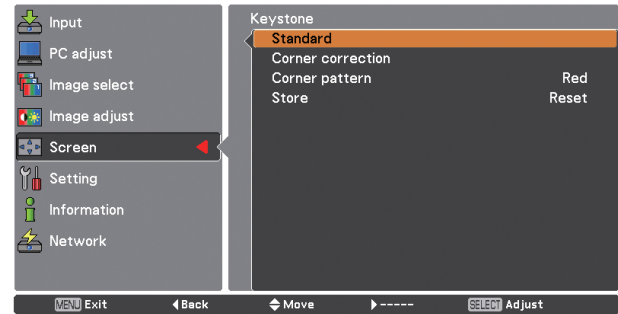 Input
PC adjust
Image select
Image adjust
Screen
Setting
Information
Network
Keystone
Standard
Corner correction
Corner pattern Red
Store Reset
MENU Exit Back Move ----- SELECT Adjust